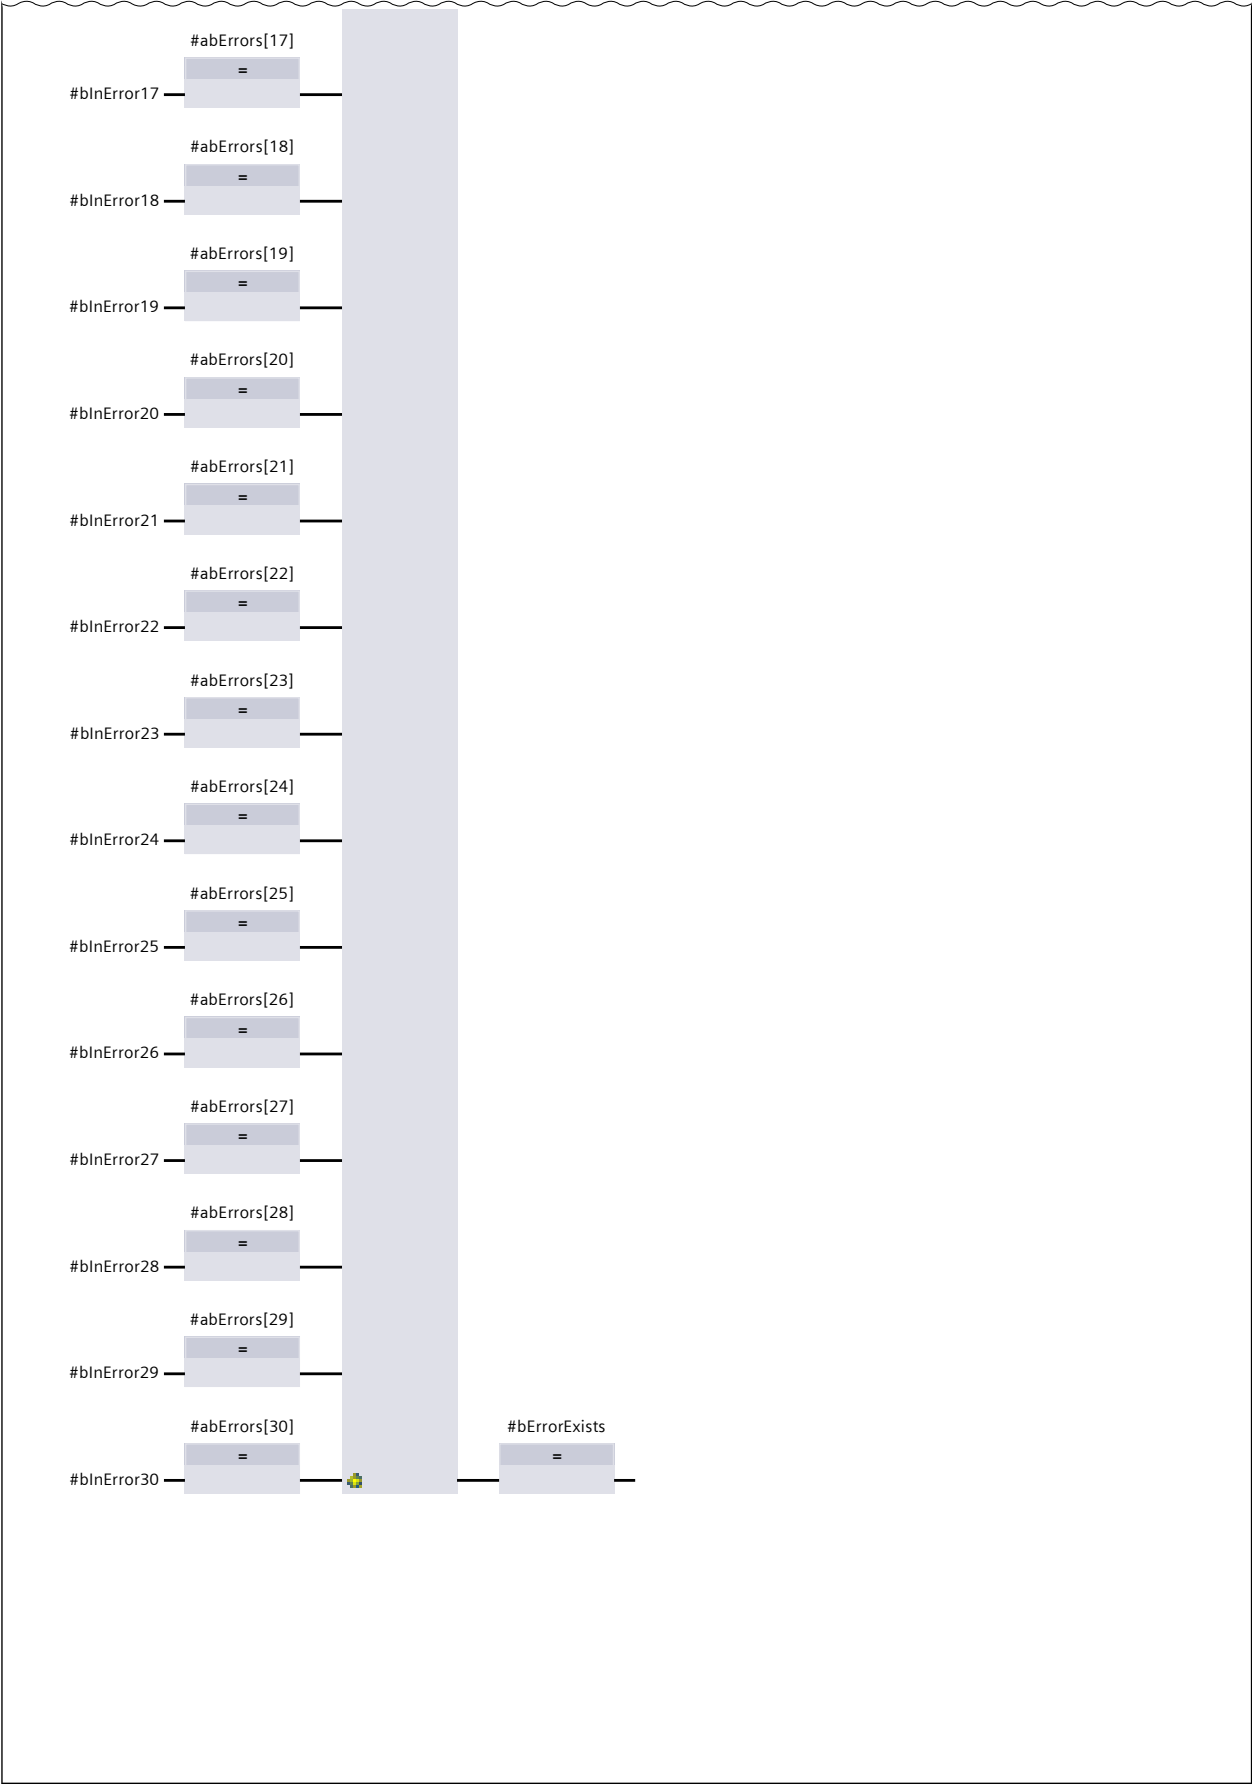 #abErrors[17]
=
#bInError17
#abErrors[18]
=
#bInError18
#abErrors[19]
=
#bInError19
#abErrors[20]
=
#bInError20
#abErrors[21]
=
#bInError21
#abErrors[22]
=
#bInError22
#abErrors[23]
=
#bInError23
#abErrors[24]
=
#bInError24
#abErrors[25]
=
#bInError25
#abErrors[26]
=
#bInError26
#abErrors[27]
=
#bInError27
#abErrors[28]
=
#bInError28
#abErrors[29]
=
#bInError29
#abErrors[30] #bErrorExists
= =
#bInError30